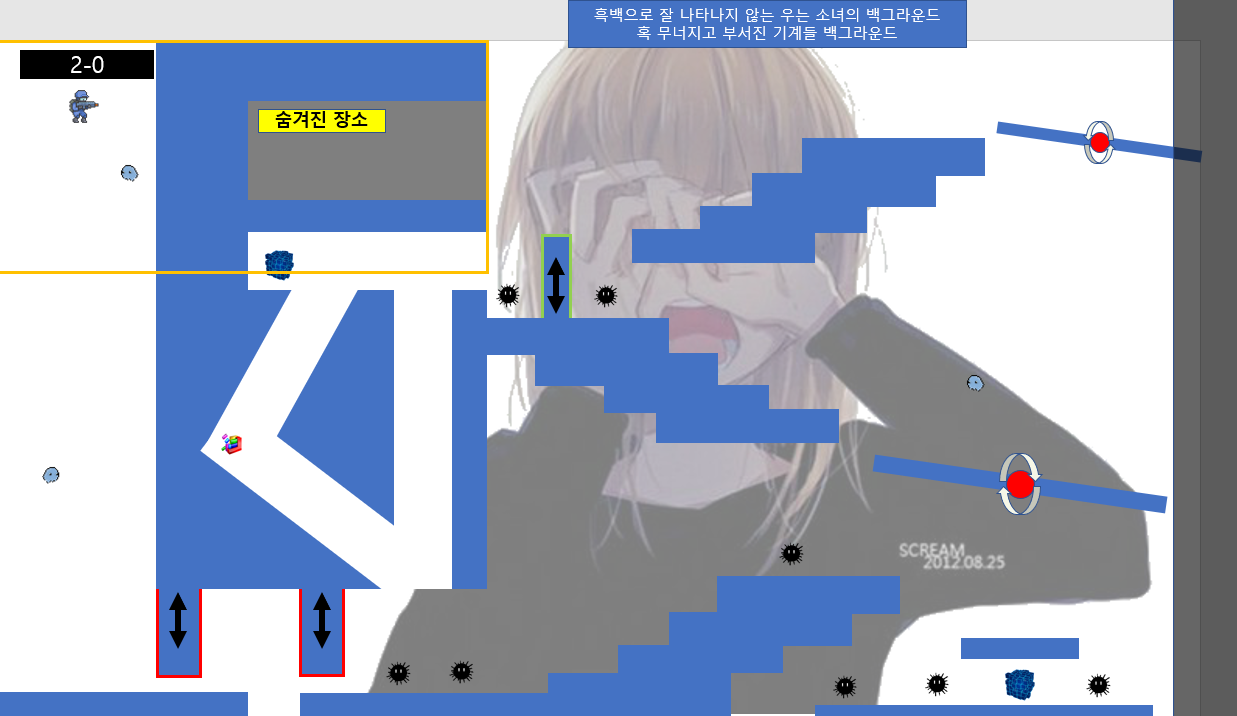 흑백으로 잘 나타나지 않는 우는 소녀의 백그라운드
혹 무너지고 부서진 기계들 백그라운드
2-0
숨겨진 장소
SCREAM
2012.08.25